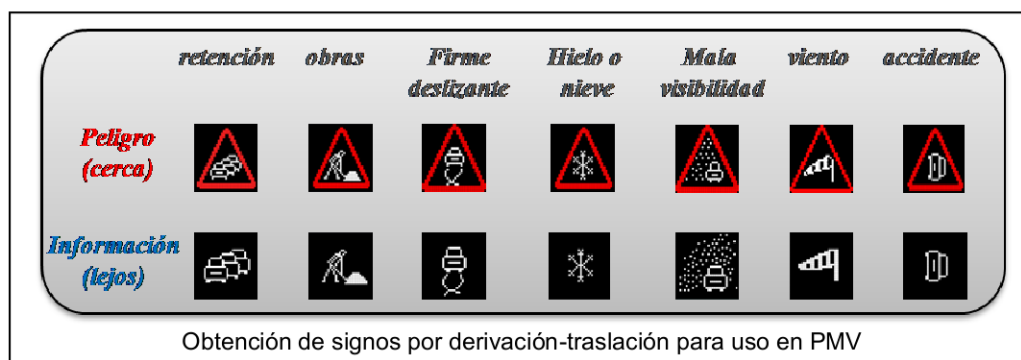 retención obras Firme deslizante Hielo o nieve Mala visibilidad viento accidente
Peligro
(cerca)
Información
(lejos)
Obtención de signos por derivación-traslación para uso en PMV